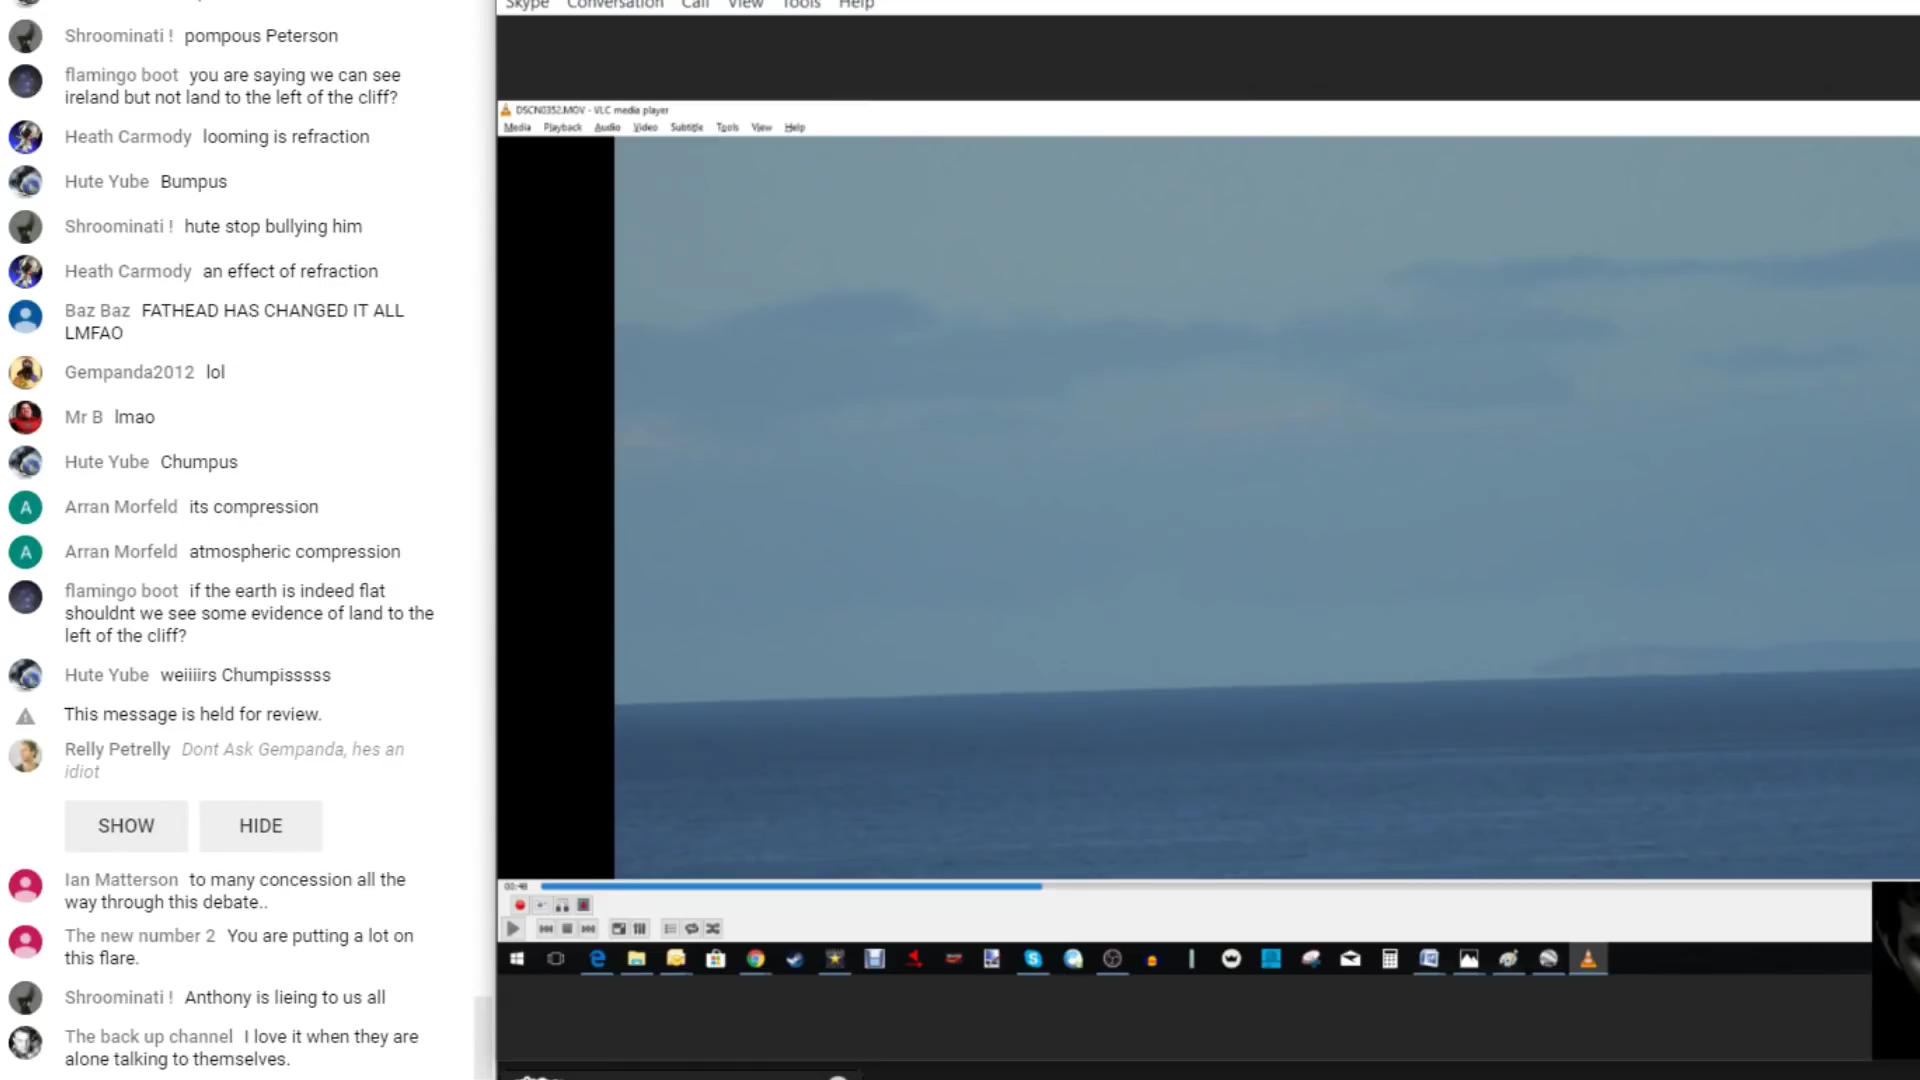 Shroominati ! pompous Peterson
flamingo boot you are saying we can see
ireland but not land to the left of the cliff?
Heath Carmody looming is refraction
Hute Yube Bumpus
Shroominati ! hute stop bullying him
Heath Carmody an effect of refraction
Baz Baz FATHEAD HAS CHANGED IT ALL
LMFAO
Gempanda2012 lol
Mr B lmao
Hute Yube Chumpus
A Arran Morfeld its compression
A Arran Morfeld atmospheric compression
flamingo boot if the earth is indeed flat
shouldnt we see some evidence of land to the
left of the cliff?
Hute Yube weiiiirs Chumpisssss
This message is held for review.
Relly Petrelly Dont Ask Gempanda, hes an
idiot
SHOW HIDE
Ian Matterson to many concession all the
way through this debate..
The new number 2 You are putting a lot on
this flare.
Shroominati ! Anthony is lieing to us all
The back up channel I love it when they are
alone talking to themselves.
Skype Conversation Call View Tools Help
DSCN0352.MOV - VLC media player
Media Playback Audio Video Subtitle Tools View Help
00:48